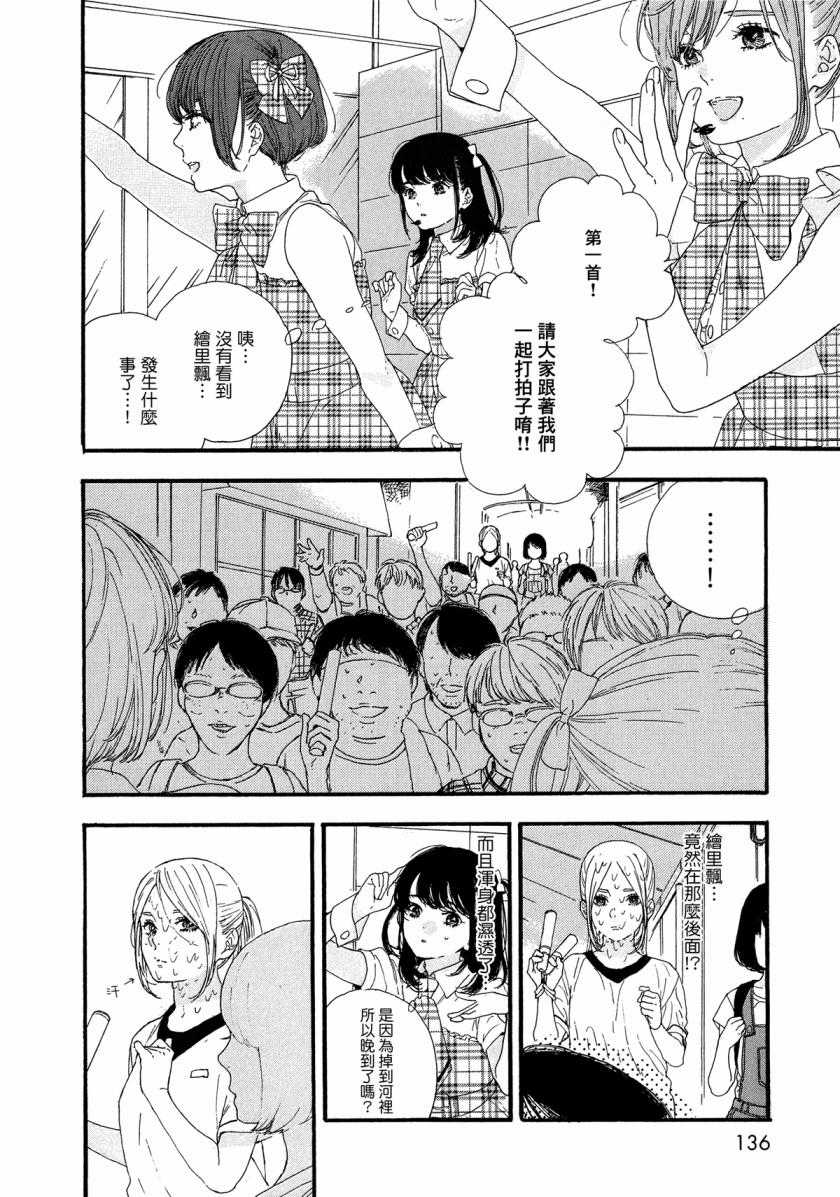 第一首！
請大家跟著我們
一起打拍子唷!!
咦…
沒有看到
繪里飄…
發生什麼
事了…！
……！
繪里飄…
竟然在那麼後面!?
而且渾身都濕透了…
是因為掉到河裡
所以晚到了嗎？
汗→
136